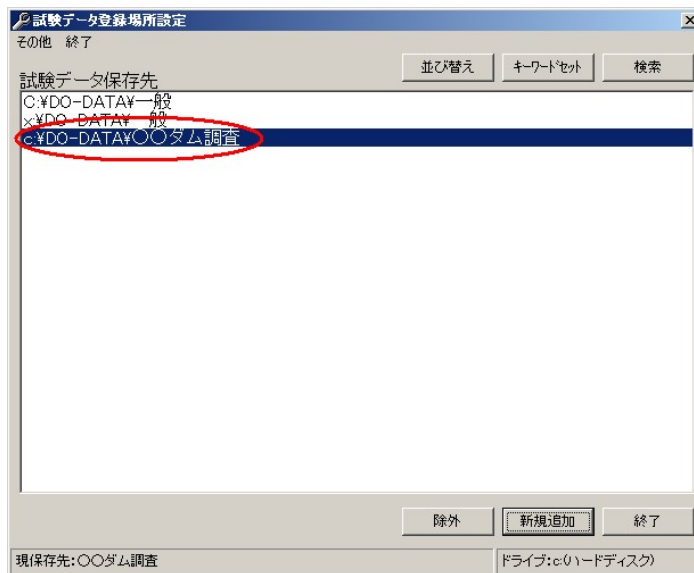 試験データ登録場所設定
その他 終了
並び替え キーワードセット 検索
試験データ保存先
C:¥DO-DATA¥一般
x:¥DO-DATA¥一般
c:¥DO-DATA¥〇〇ダム調査
除外 新規追加 終了
現保存先:〇〇ダム調査 ドライブ:c:(ハードディスク)